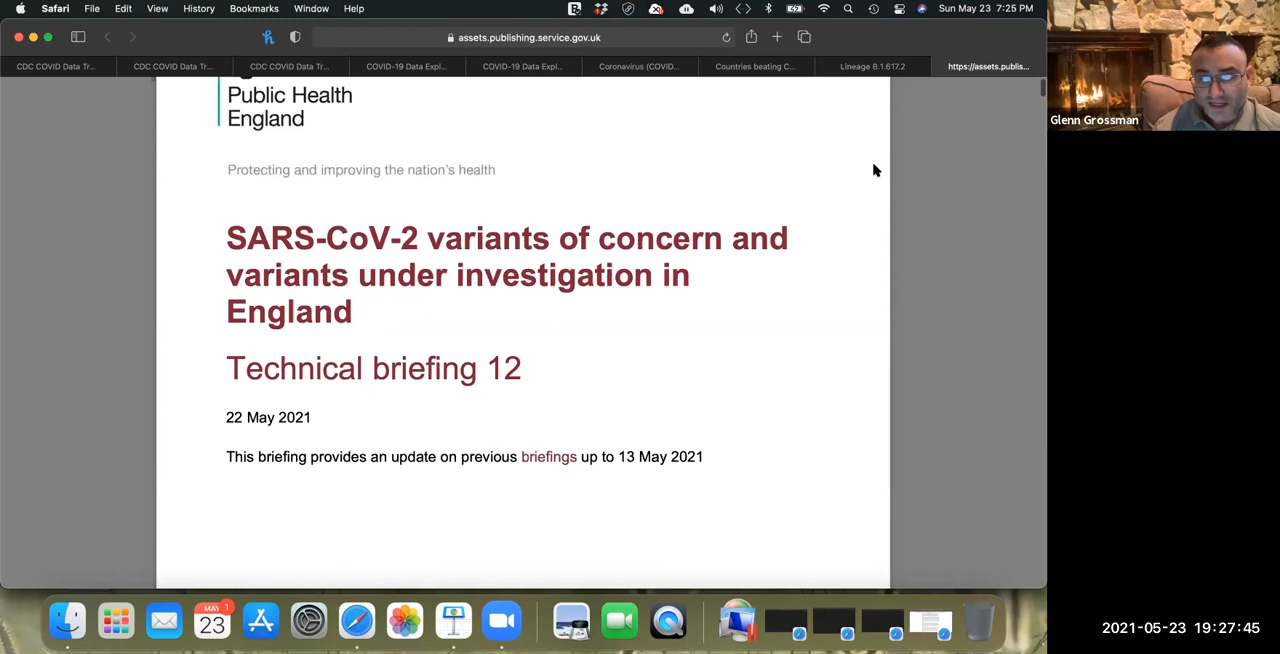 Safari File Edit View History Bookmarks Window Help Sun May 23 7:25 PM
assets.publishing.service.gov.uk
CDC COVID Data Tr... CDC COVID Data Tr... CDC COVID Data Tr... COVID-19 Data Expl... COVID-19 Data Expl... Coronavirus (COVID... Countries beating C... Lineage B.1.617.2 https://assets.publis...
Public Health
England
Protecting and improving the nation's health
SARS-CoV-2 variants of concern and
variants under investigation in
England
Technical briefing 12
22 May 2021
This briefing provides an update on previous briefings up to 13 May 2021
Glenn Grossman
MAY 1
23
2021-05-23 19:27:45